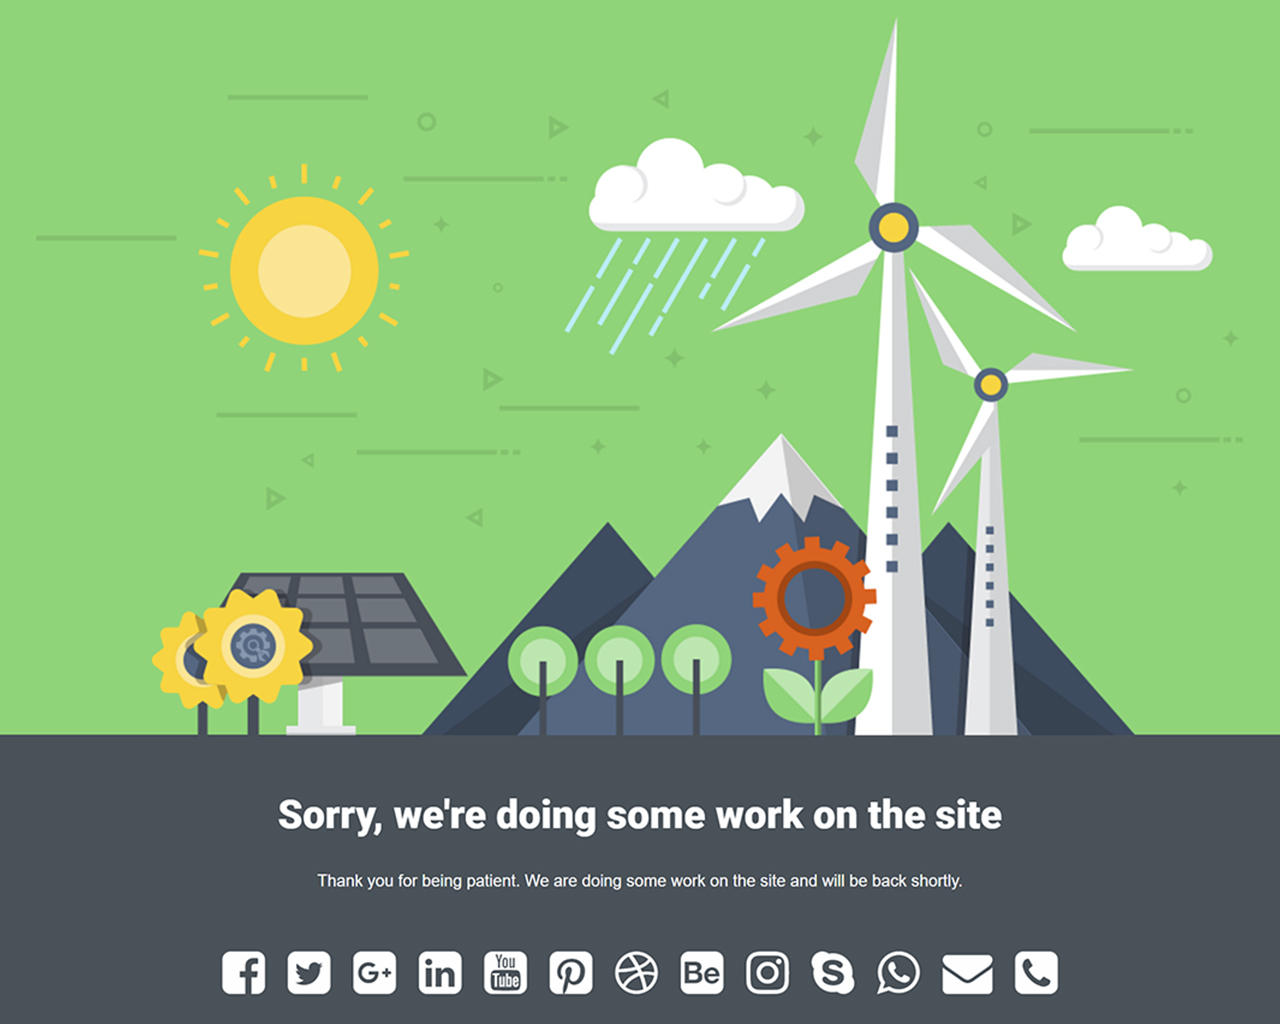 Sorry, we're doing some work on the site
Thank you for being patient. We are doing some work on the site and will be back shortly.
f G+ in You Tube Be S